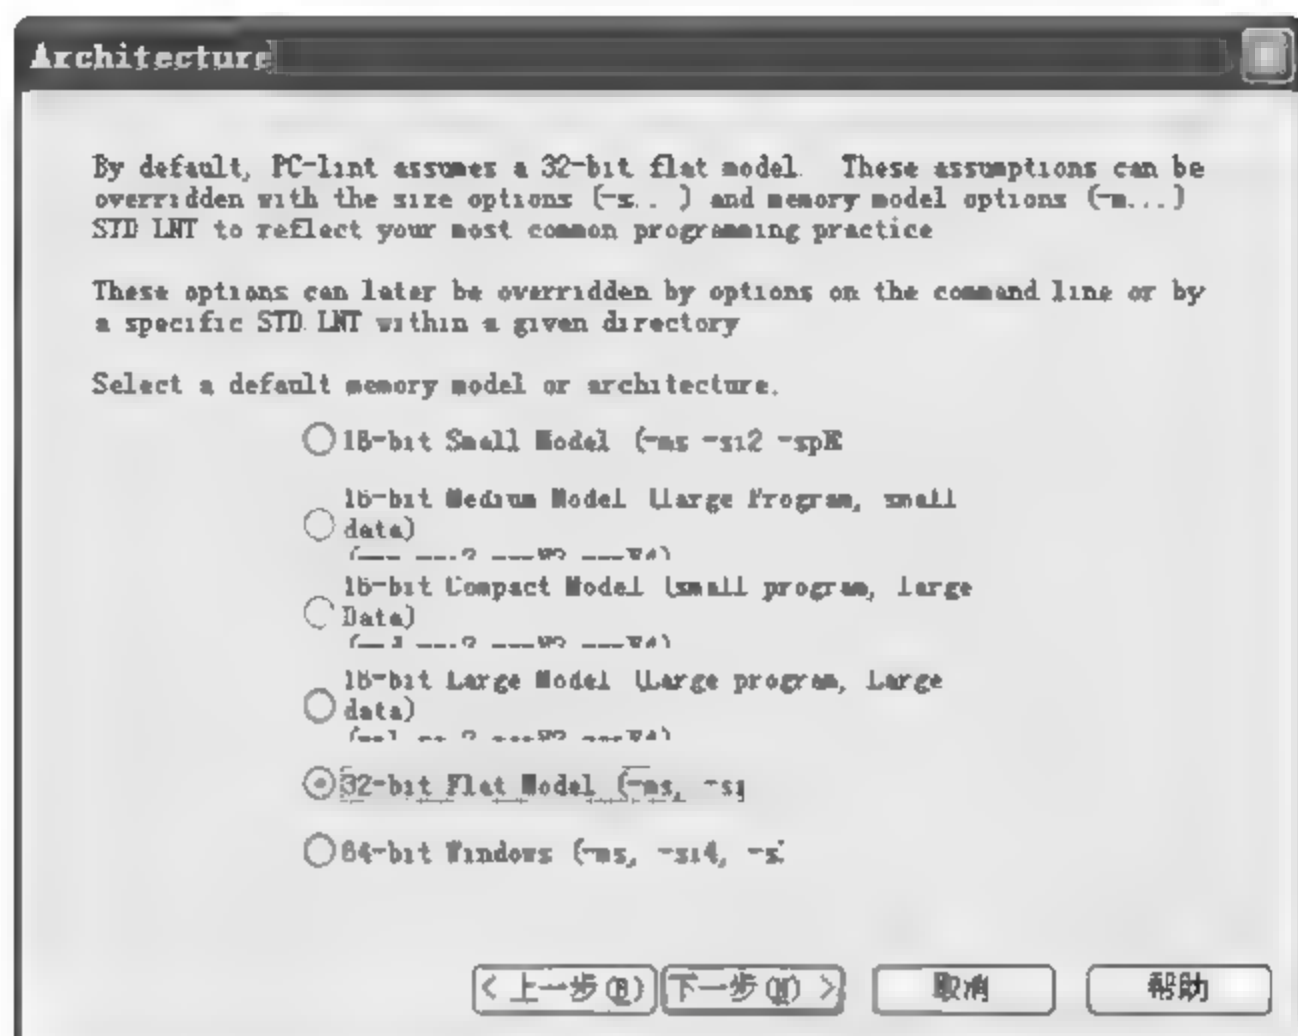 Architecture
By default, PC-lint assumes a 32-bit flat model. These assumptions can be
overridden with the size options (-s.. ) and memory model options (-m...)
STD LNT to reflect your most common programming practice
These options can later be overridden by options on the command line or by
a specific STD LNT within a given directory
Select a default memory model or architecture.
16-bit Small Model (-ms -si2
16-bit Medium Model (Large Program, small
data)
16-bit Compact Model (small program, large
Data)
16-bit Large Model (Large program, Large
data)
32-bit Flat Model (-ms, -si
64-bit Windows (-ms, -si4,
< 上一步(B) 下一步(N) > 取消 帮助